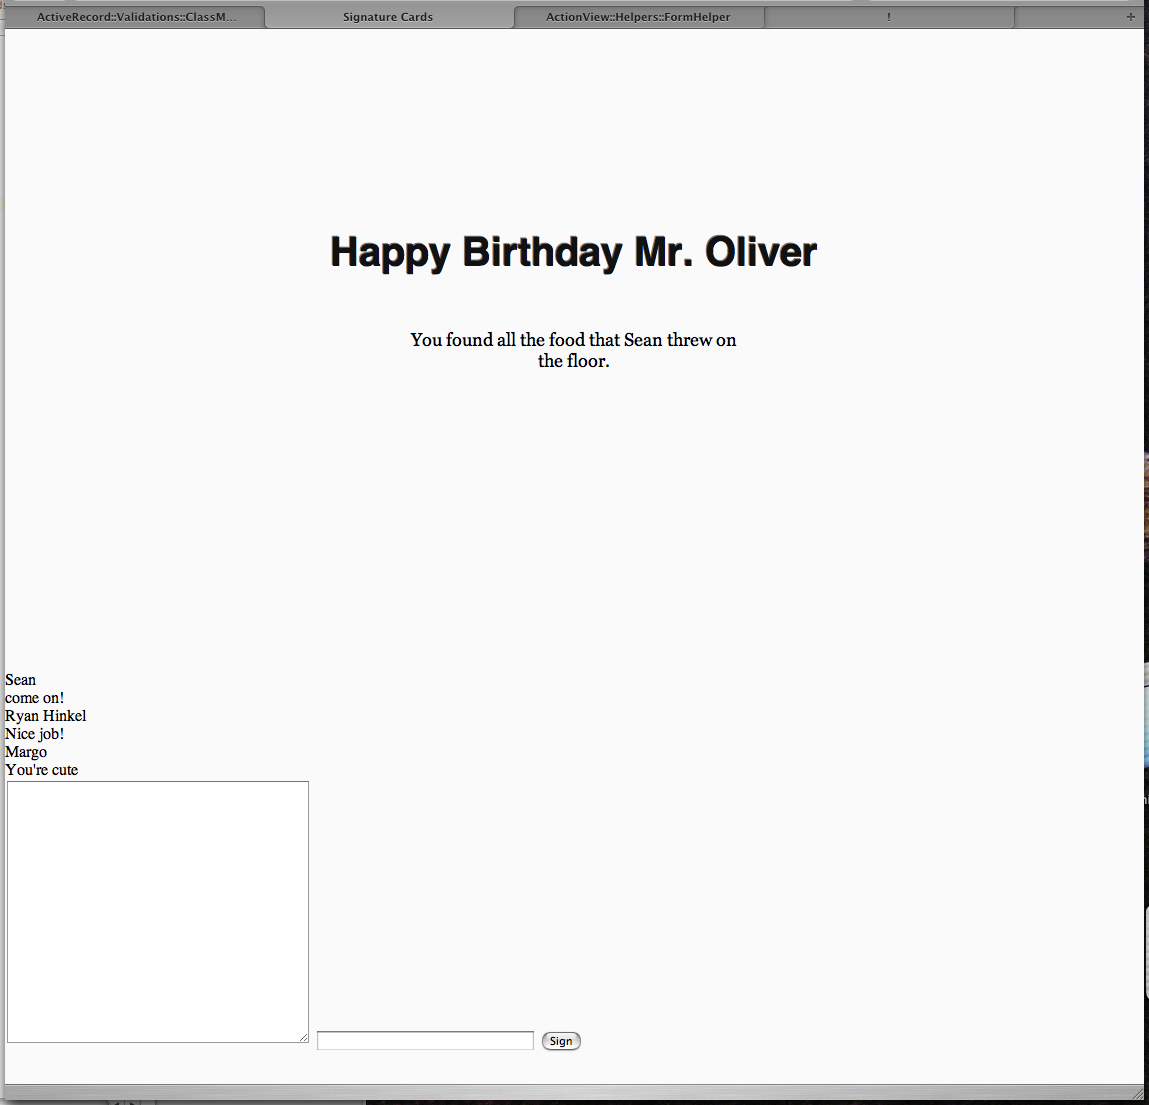 ActiveRecord::Validations::ClassM...
Signature Cards
ActionView::Helpers::FormHelper
!
+
Happy Birthday Mr. Oliver
You found all the food that Sean threw on
the floor.
Sean
come on!
Ryan Hinkel
Nice job!
Margo
You're cute
Sign